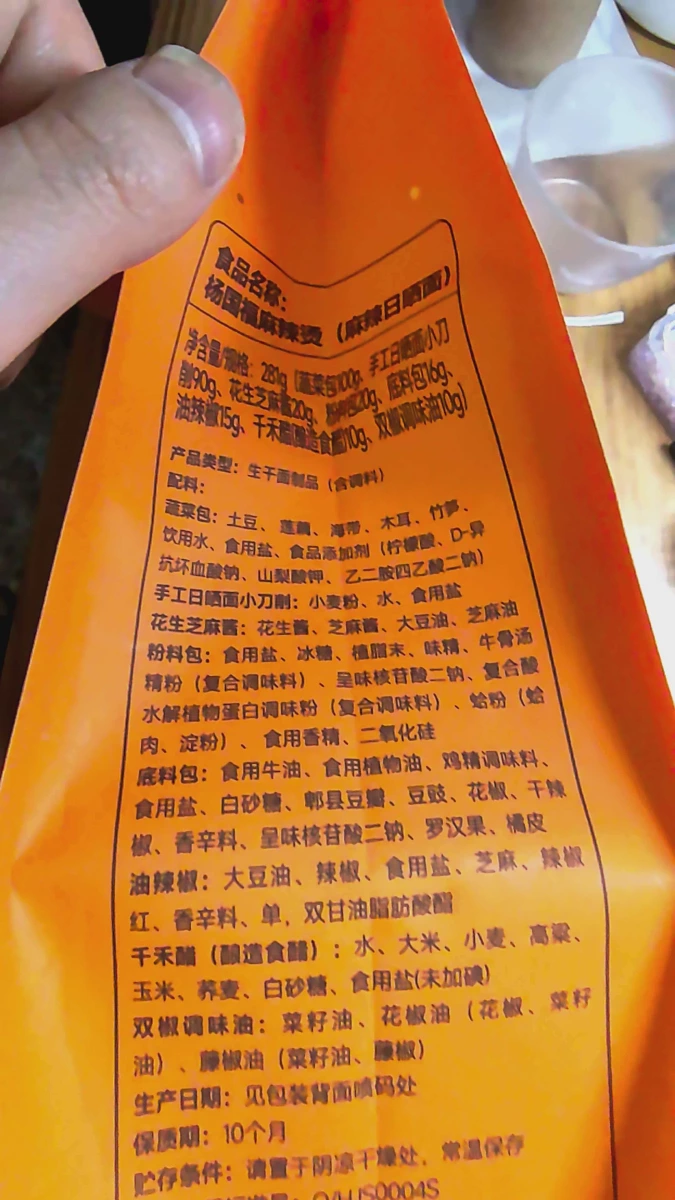 食品名称：
杨国福麻辣烫（麻辣日晒面）
净含量/规格：281g（蔬菜包100g、手工日晒面小刀
削90g、花生芝麻酱20g、粉料包20g、底料包16g、
油辣椒15g、千禾醋(酿造食醋)10g、双椒调味油10g）
产品类型：生干面制品（含调料）
配料：
蔬菜包：土豆、莲藕、海带、木耳、竹笋、
饮用水、食用盐、食品添加剂（柠檬酸、D-异
抗坏血酸钠、山梨酸钾、乙二胺四乙酸二钠）
手工日晒面小刀削：小麦粉、水、食用盐
花生芝麻酱：花生酱、芝麻酱、大豆油、芝麻油
粉料包：食用盐、冰糖、植脂末、味精、牛骨汤
精粉（复合调味料）、呈味核苷酸二钠、复合酸
水解植物蛋白调味粉（复合调味料）、蛤粉（蛤
肉、淀粉）、食用香精、二氧化硅
底料包：食用牛油、食用植物油、鸡精调味料、
食用盐、白砂糖、郫县豆瓣、豆豉、花椒、干辣
椒、香辛料、呈味核苷酸二钠、罗汉果、橘皮
油辣椒：大豆油、辣椒、食用盐、芝麻、辣椒
红、香辛料、单，双甘油脂肪酸酯
千禾醋（酿造食醋）：水、大米、小麦、高粱、
玉米、荞麦、白砂糖、食用盐(未加碘)
双椒调味油：菜籽油、花椒油（花椒、菜籽
油）、藤椒油（菜籽油、藤椒）
生产日期：见包装背面喷码处
保质期：10个月
贮存条件：请置于阴凉干燥处，常温保存